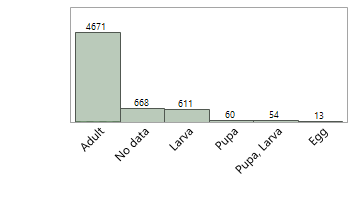 4671
668
611
60
54
13
Adult
No data
Larva
Pupa
Pupa, Larva
Egg